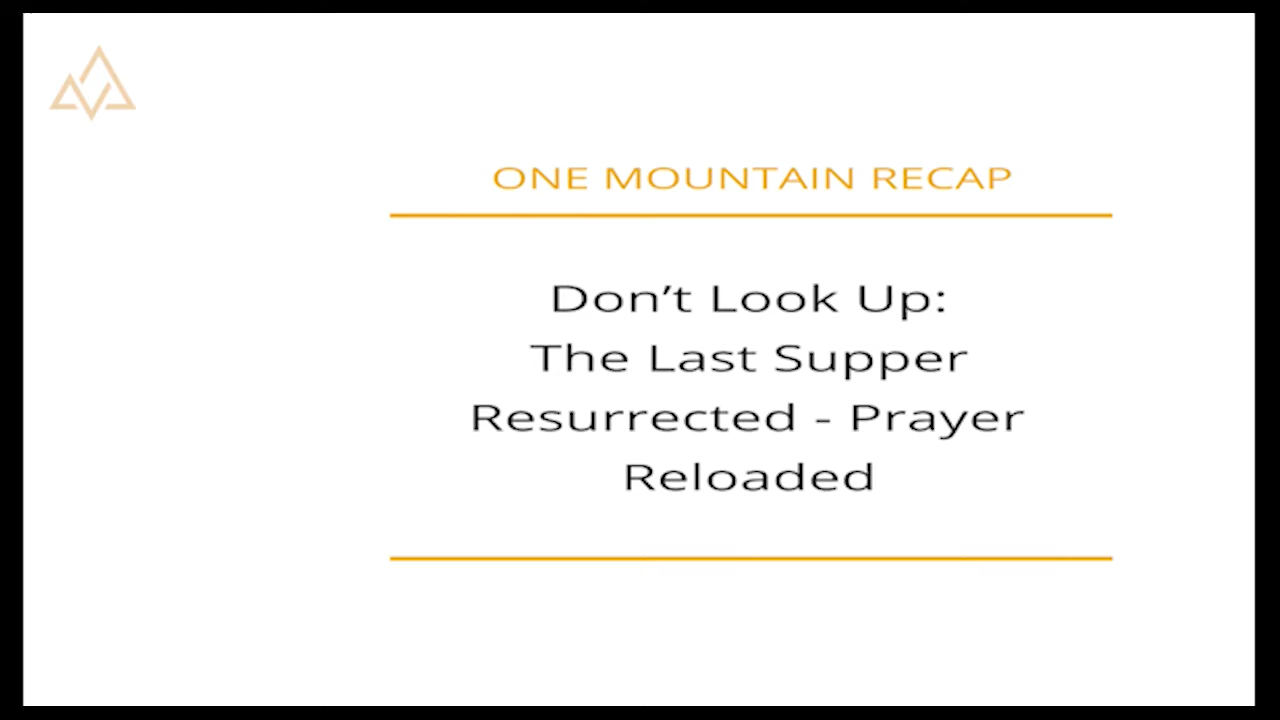 ONE MOUNTAIN RECAP
Don’t Look Up:
The Last Supper
Resurrected - Prayer
Reloaded